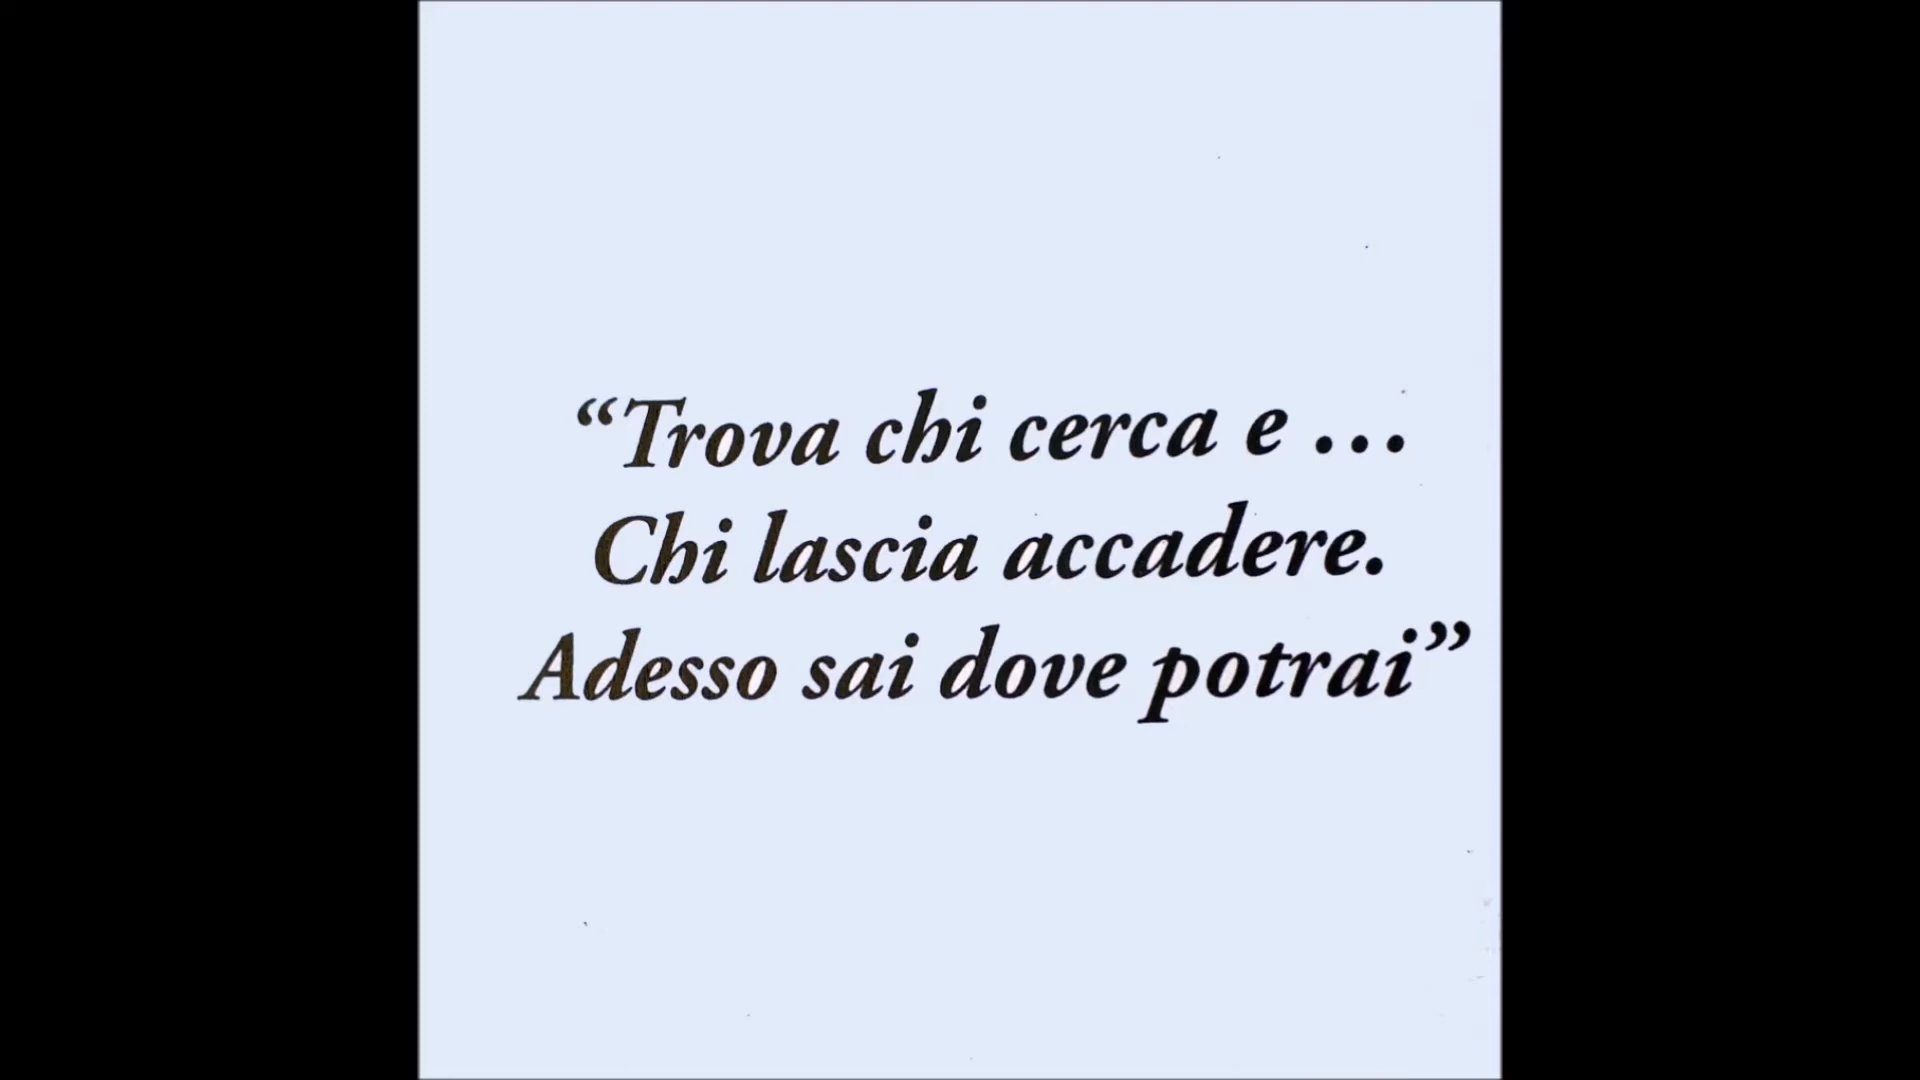 “Trova chi cerca e ...
Chi lascia accadere.
Adesso sai dove potrai”